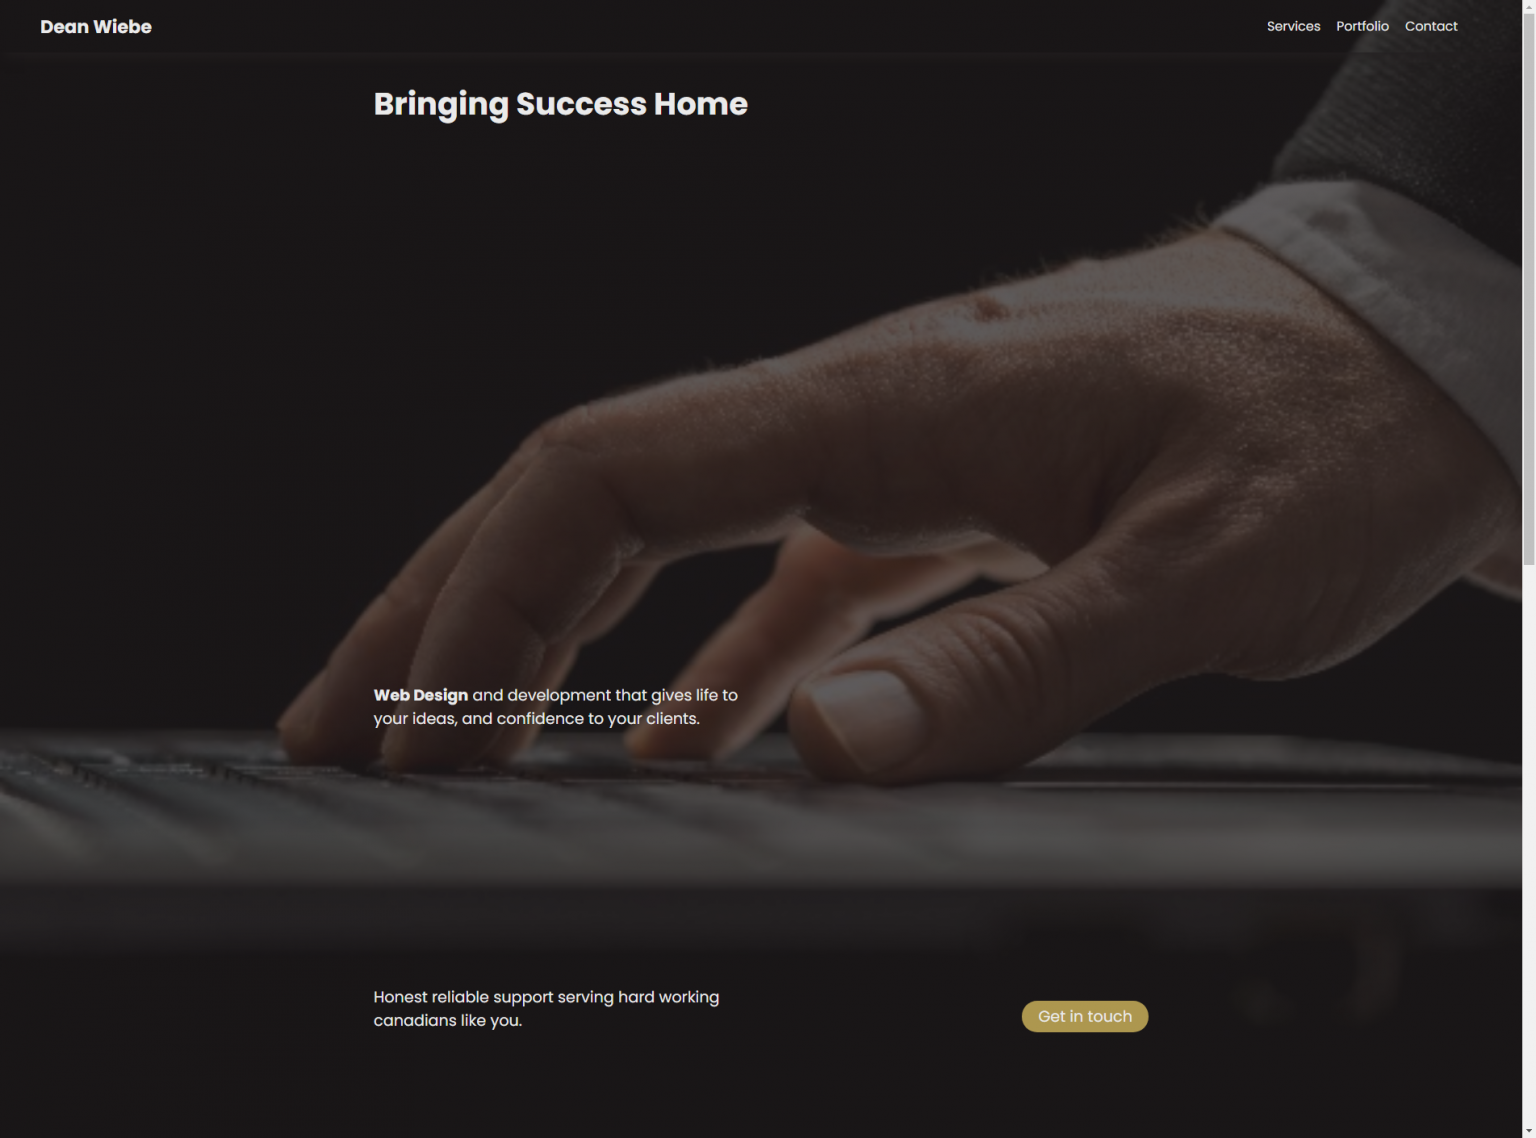 Dean Wiebe
Services Portfolio Contact
Bringing Success Home
Web Design and development that gives life to
your ideas, and confidence to your clients.
Honest reliable support serving hard working
canadians like you.
Get in touch